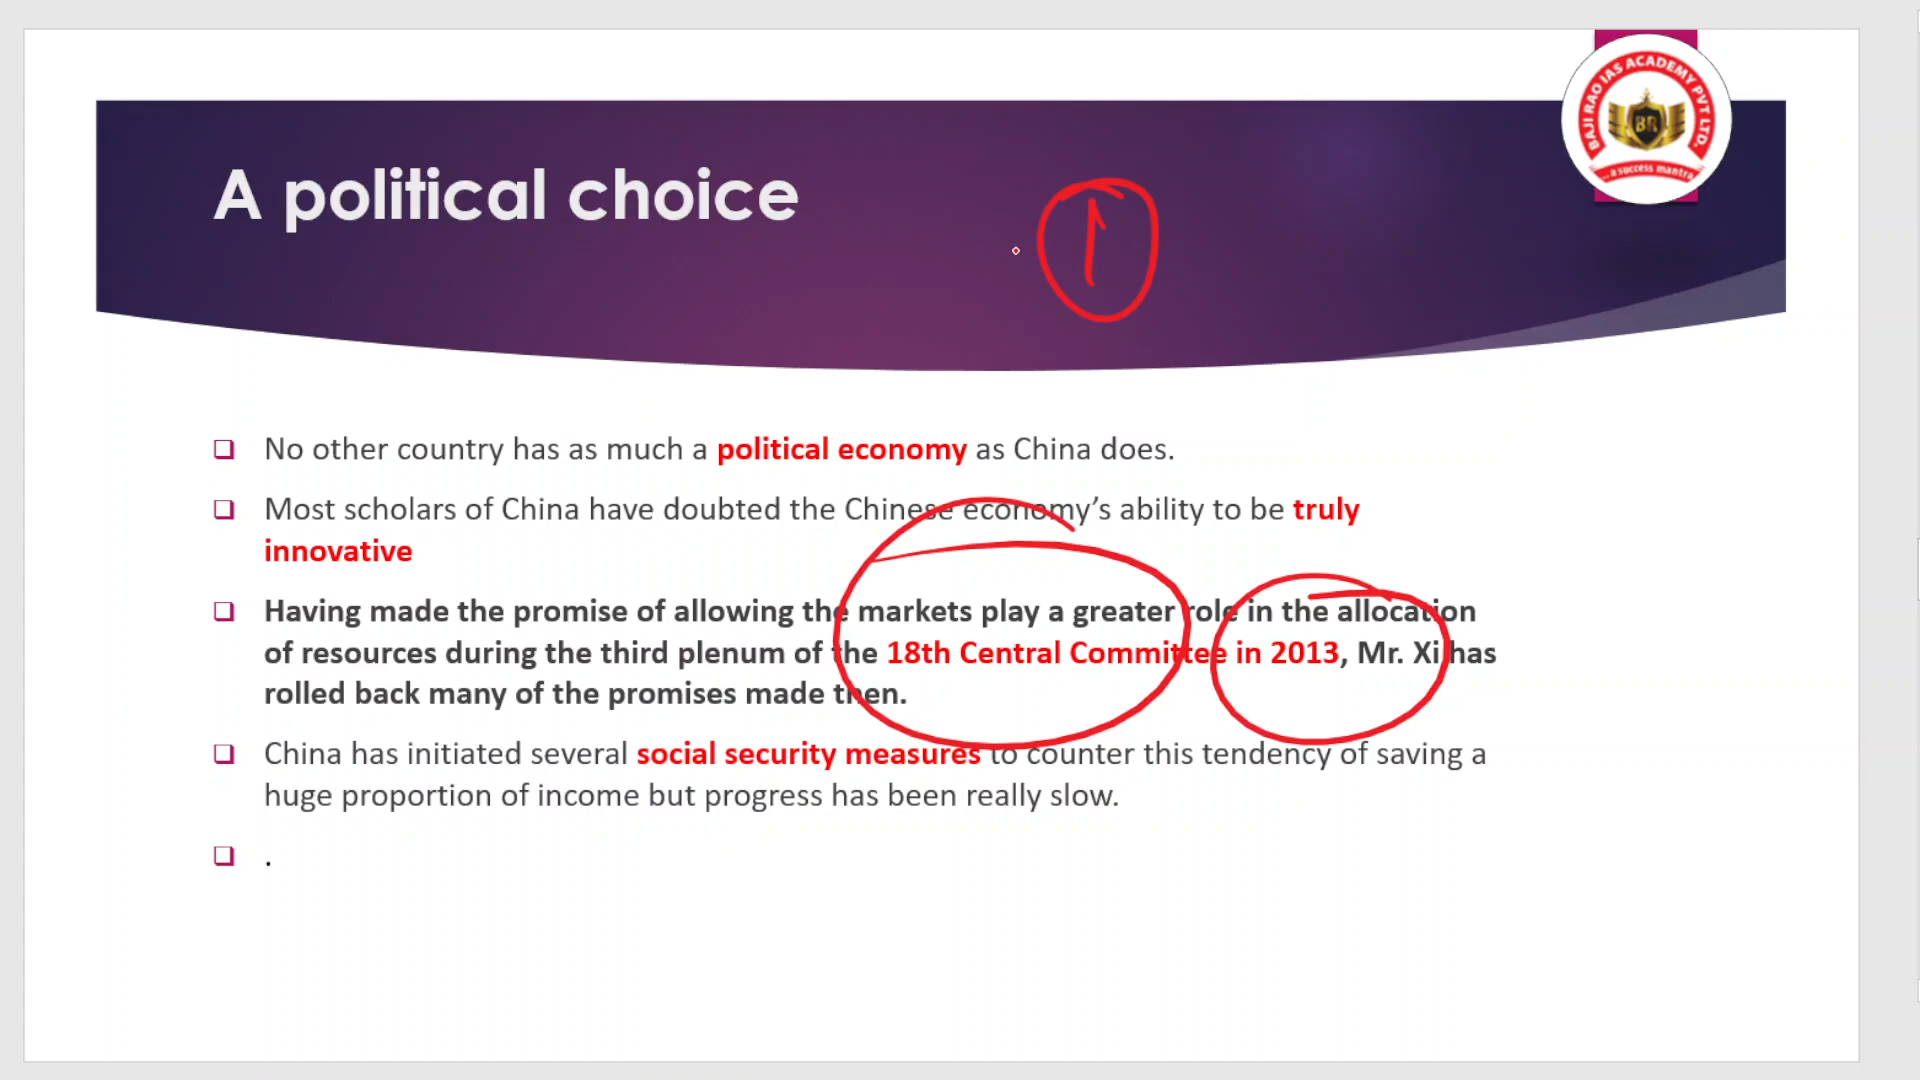 BAJI RAO IAS ACADEMY PVT LTD.
BR
...a success mantra
A political choice
1
No other country has as much a political economy as China does.
Most scholars of China have doubted the Chinese economy’s ability to be truly
innovative
Having made the promise of allowing the markets play a greater role in the allocation
of resources during the third plenum of the 18th Central Committee in 2013, Mr. Xi has
rolled back many of the promises made then.
China has initiated several social security measures to counter this tendency of saving a
huge proportion of income but progress has been really slow.
.